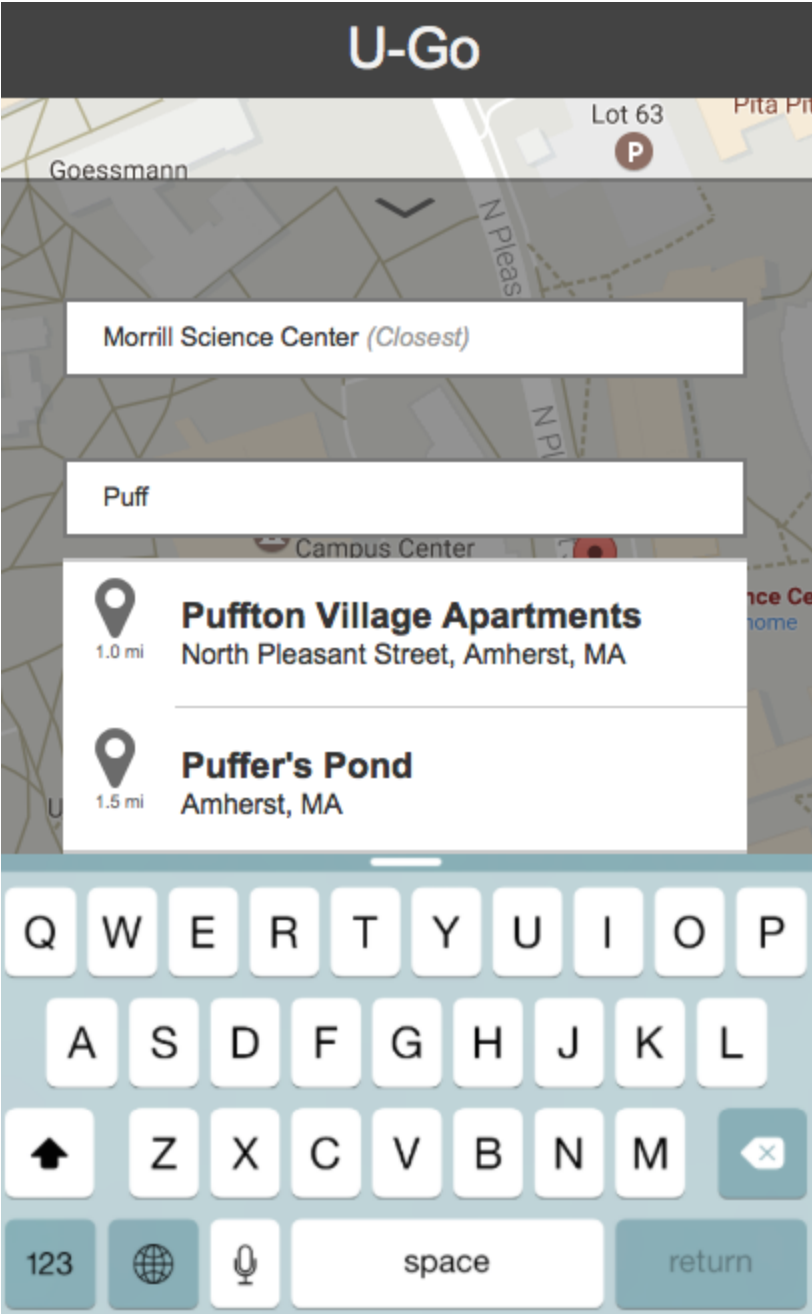 U-Go
Lot 63
Pita Pit
P
Goessmann
N Pleas
Morrill Science Center (Closest)
N Pl
Puff
Campus Center
Puffton Village Apartments
1.0 mi
North Pleasant Street, Amherst, MA
nce Ce
home
Puffer's Pond
1.5 mi
Amherst, MA
U
Q W E R T Y U I O P
A S D F G H J K L
Z X C V B N M
123 space return